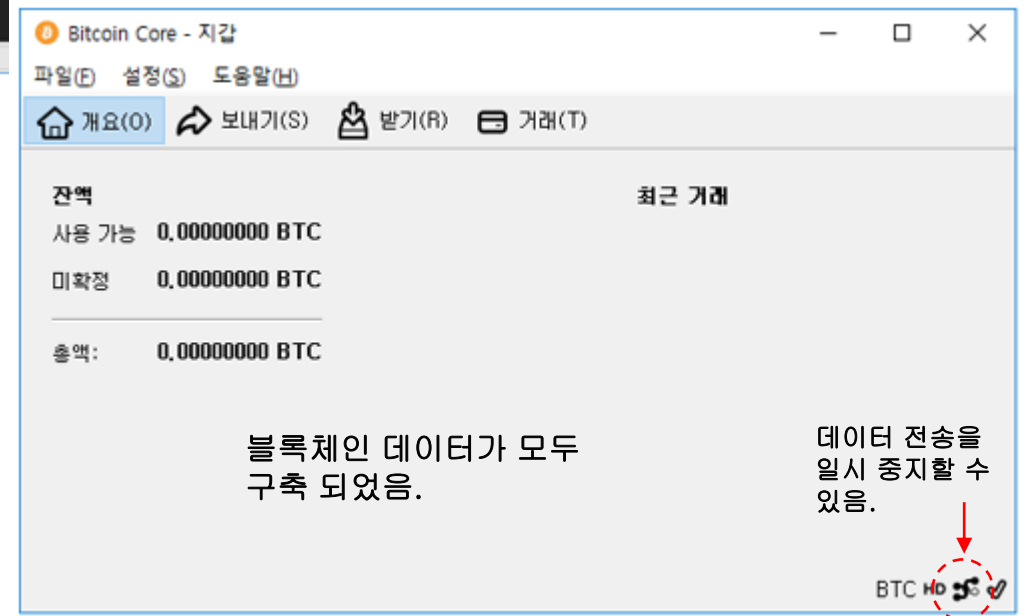 Bitcoin Core - 지갑
파일(F) 설정(S) 도움말(H)
개요(O) 보내기(S) 받기(R) 거래(T)
잔액 최근 거래
사용 가능 0.00000000 BTC
미확정 0.00000000 BTC
총액: 0.00000000 BTC
블록체인 데이터가 모두
구축 되었음.
데이터 전송을
일시 중지할 수
있음.
BTC HD